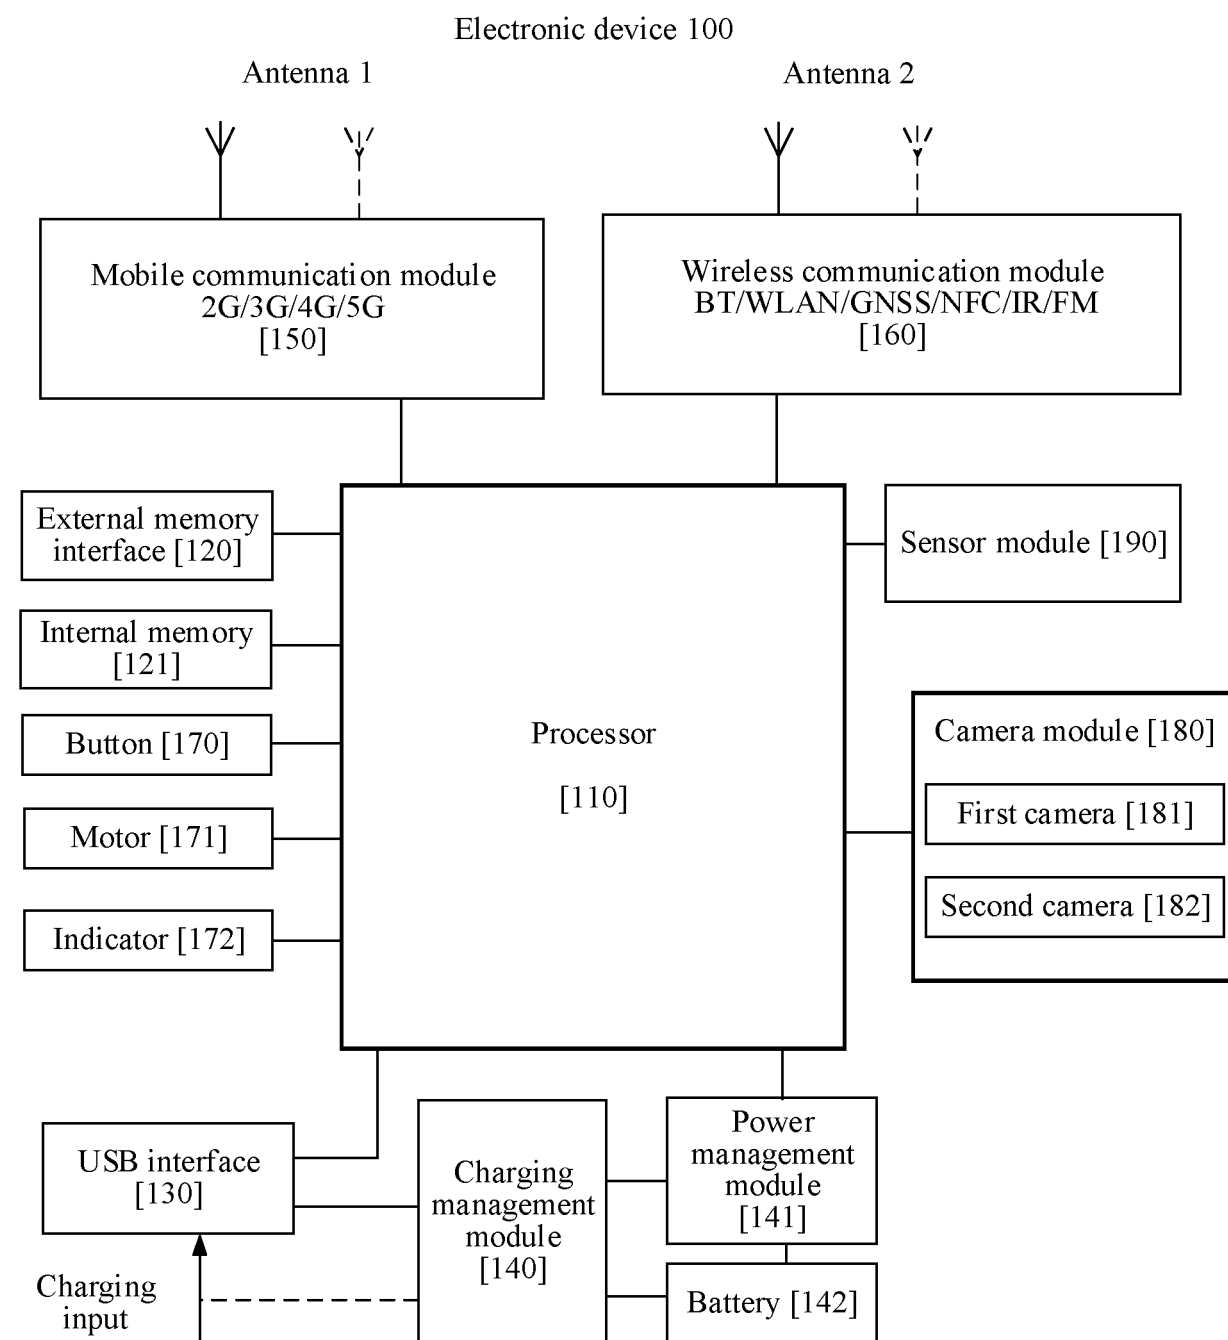 Electronic device 100
Antenna 1
Antenna 2
Mobile communication module
2G/3G/4G/5G
[150]
Wireless communication module
BT/WLAN/GNSS/NFC/IR/FM
[160]
External memory
interface [120]
Internal memory
[121]
Button [170]
Motor [171]
Indicator [172]
Processor
[110]
Sensor module [190]
Camera module [180]
First camera [181]
Second camera [182]
USB interface
[130]
Charging
management
module
[140]
Power
management
module
[141]
Charging
input
Battery [142]